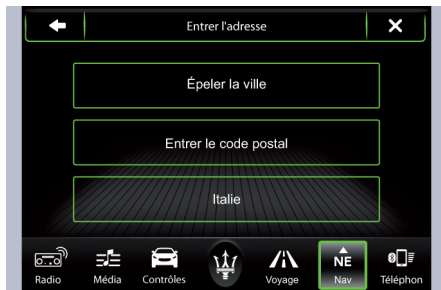 Entrer l'adresse
Épeler la ville
Entrer le code postal
Italie
NE
Radio Média Contrôles Voyage Nav Téléphon